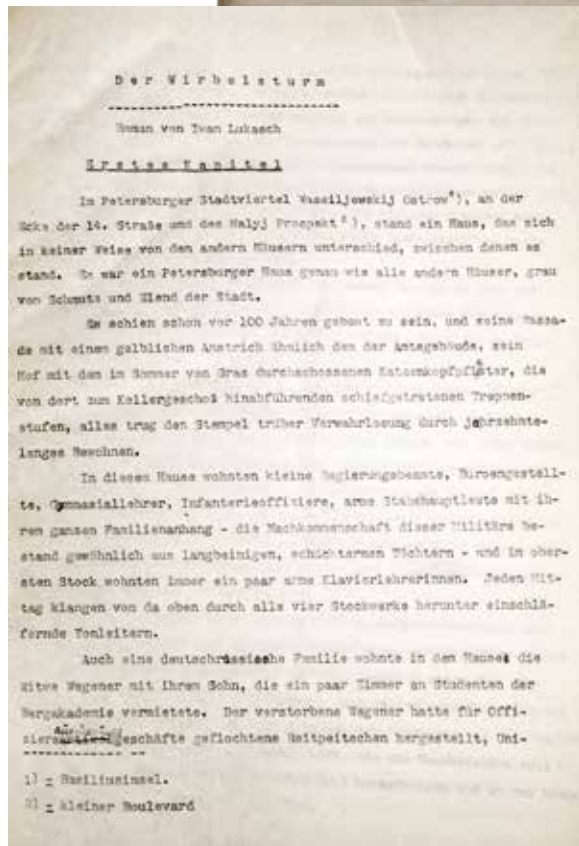 Der Wirbelsturm
Roman von Iwan Lukasch
Erstes Kapitel
Im Petersburger Stadtviertel Wassiljewskij Ostrow¹), an der
Ecke der 14. Straße und des Malyj Prospekt²), stand ein Haus, das sich
in keiner Weise von den andern Häusern unterschied, zwischen denen es
stand. Es war ein Petersburger Haus genau wie alle andern Häuser, grau
von Schmutz und Elend der Stadt.
Es schien schon vor 100 Jahren gebaut zu sein, und seine Fassa-
de mit einem gelblichen Anstrich ähnlich dem der Amtsgebäude, sein
Hof mit dem im Sommer von Gras durchschossenen Katzenkopfpflaster, die
von dort zum Kellergeschoß hinabführenden schiefgetretenen Treppen-
stufen, alles trug den Stempel trüber Verwahrlosung durch jahrzehnte-
langes Bewohnen.
In diesem Hause wohnten kleine Regierungsbeamte, Büroangestell-
te, Gymnasiallehrer, Infanterieoffiziere, arme Stabshauptleute mit ih-
rem ganzen Familienanhang - die Nachkommenschaft dieser Militärs be-
stand gewöhnlich aus langbeinigen, schüchternen Töchtern - und im ober-
sten Stock wohnten immer ein paar arme Klavierlehrerinnen. Jeden Mit-
tag klangen von da oben durch alle vier Stockwerke herunter einschlä-
fernde Tonleitern.
Auch eine deutschrussische Familie wohnte in dem Hause: die
Witwe Wagener mit ihrem Sohn, die ein paar Zimmer an Studenten der
Bergakademie vermietete. Der verstorbene Wagener hatte für Offi-
ziers geschäfte geflochtene Reitpeitschen hergestellt, Uni-
1) = Basiliusinsel.
2) = kleiner Boulevard